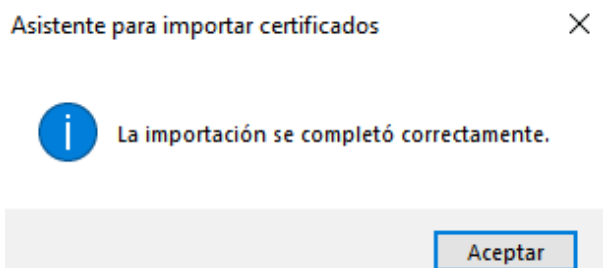 Asistente para importar certificados
La importación se completó correctamente.
Aceptar